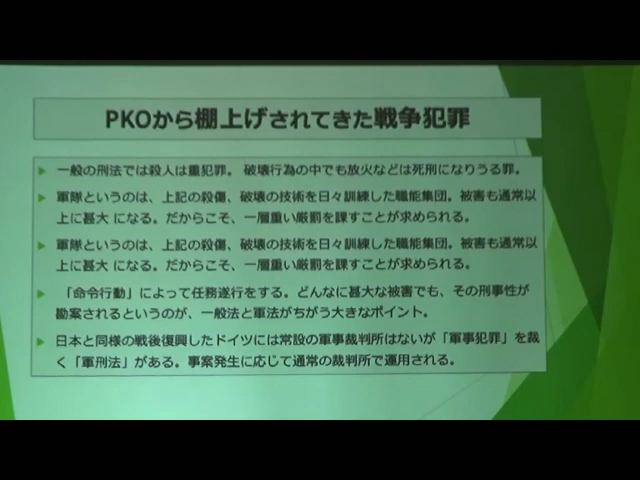 PKOから棚上げされてきた戦争犯罪
一般の刑法では殺人は重犯罪。 破壊行為の中でも放火などは死刑になりうる罪。
軍隊というのは、上記の殺傷、破壊の技術を日々訓練した職能集団。被害も通常以
上に甚大 になる。だからこそ、一層重い厳罰を課すことが求められる。
軍隊というのは、上記の殺傷、破壊の技術を日々訓練した職能集団。被害も通常以
上に甚大 になる。だからこそ、一層重い厳罰を課すことが求められる。
「命令行動」によって任務遂行をする。どんなに甚大な被害でも、その刑事性が
勘案されるというのが、一般法と軍法がちがう大きなポイント。
日本と同様の戦後復興したドイツには常設の軍事裁判所はないが「軍事犯罪」を裁
く「軍刑法」がある。事案発生に応じて通常の裁判所で運用される。